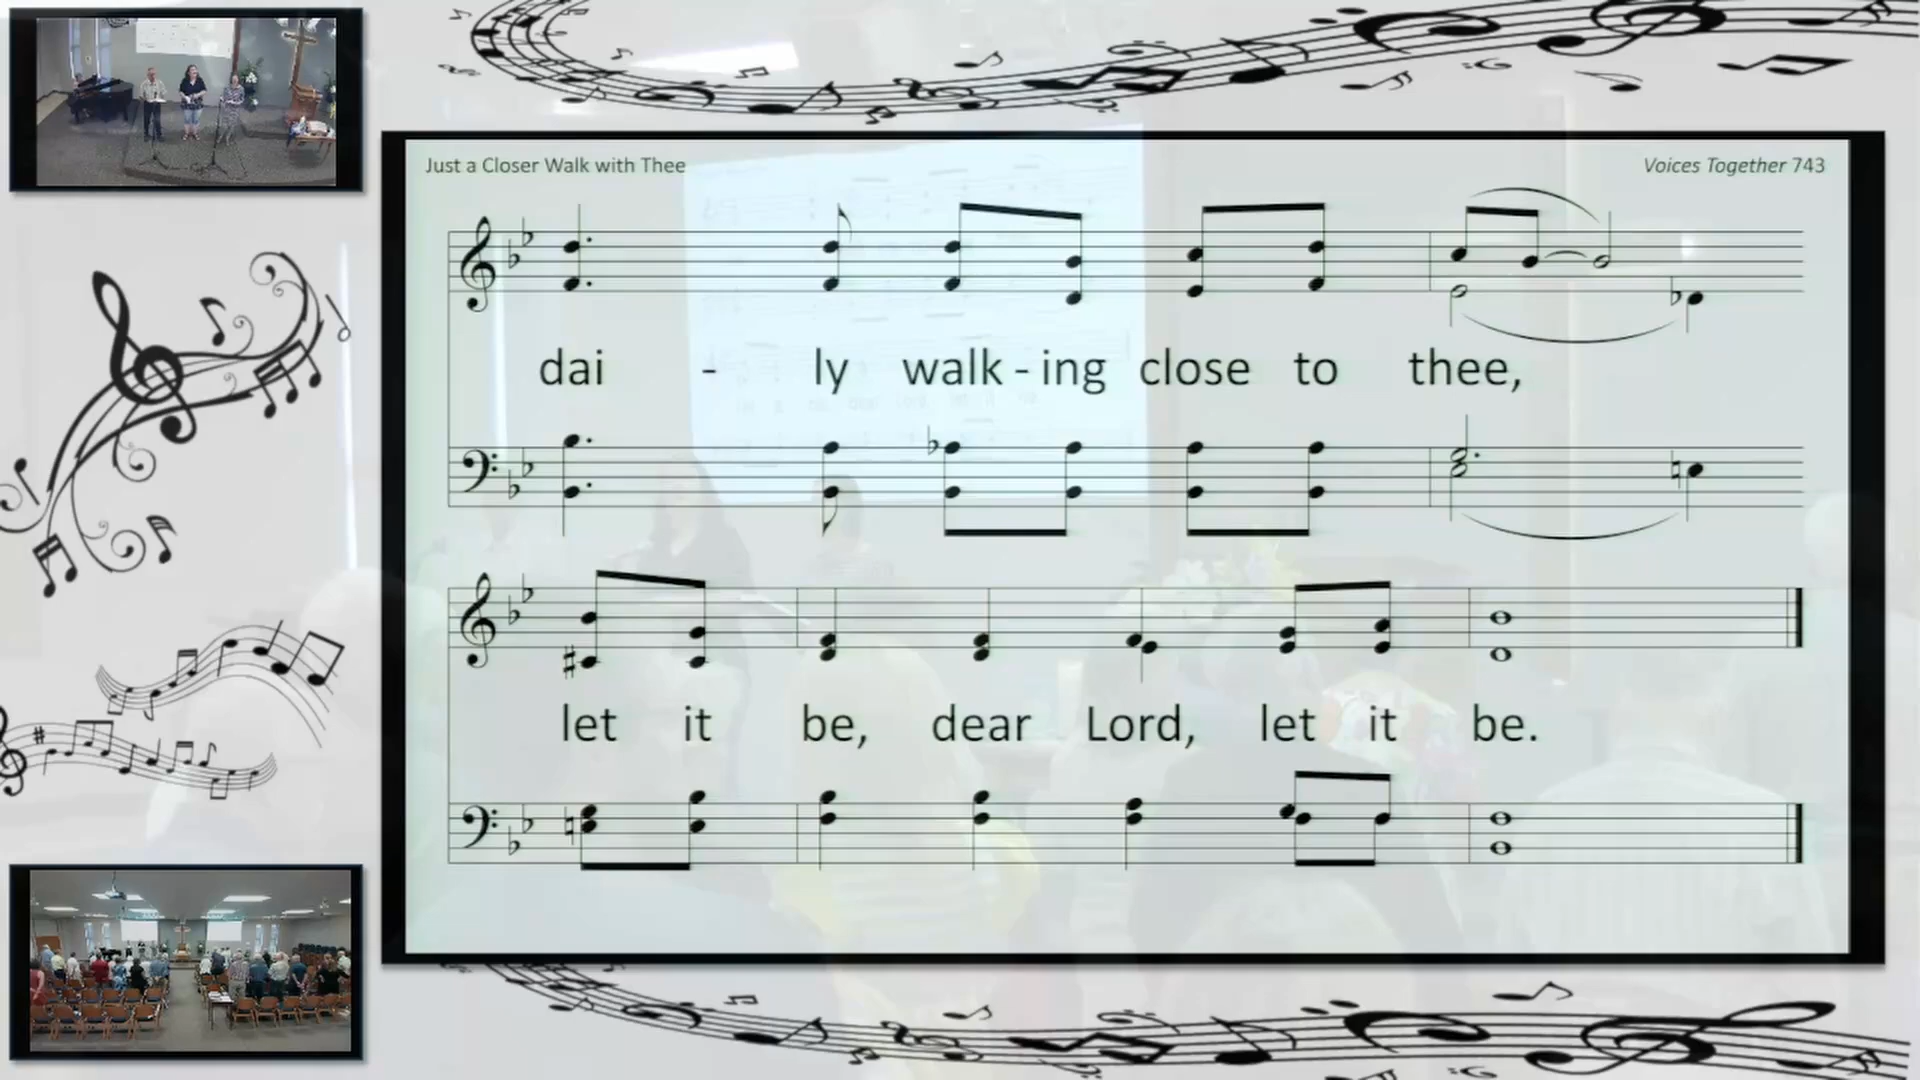 Just a Closer Walk with Thee
Voices Together 743
dai - ly walk - ing close to thee,
let it be, dear Lord, let it be.